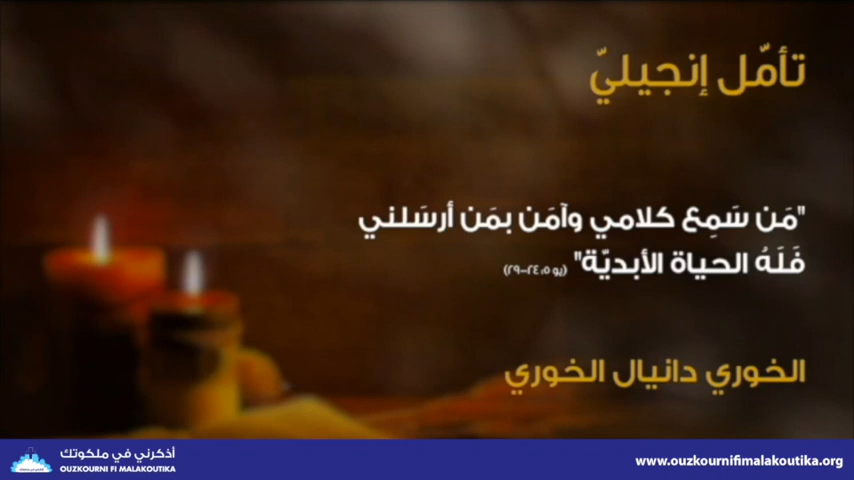 تأمّل إنجيليّ
"مَن سَمِع كلامي وآمَن بمَن أرسَلني
فَلَهُ الحياة الأبديّة" (يو ٥: ٢٤-٢٩)
الخوري دانيال الخوري
أذكرني في ملكوتك
OUZKOURNI FI MALAKOUTIKA
www.ouzkournifimalakoutika.org